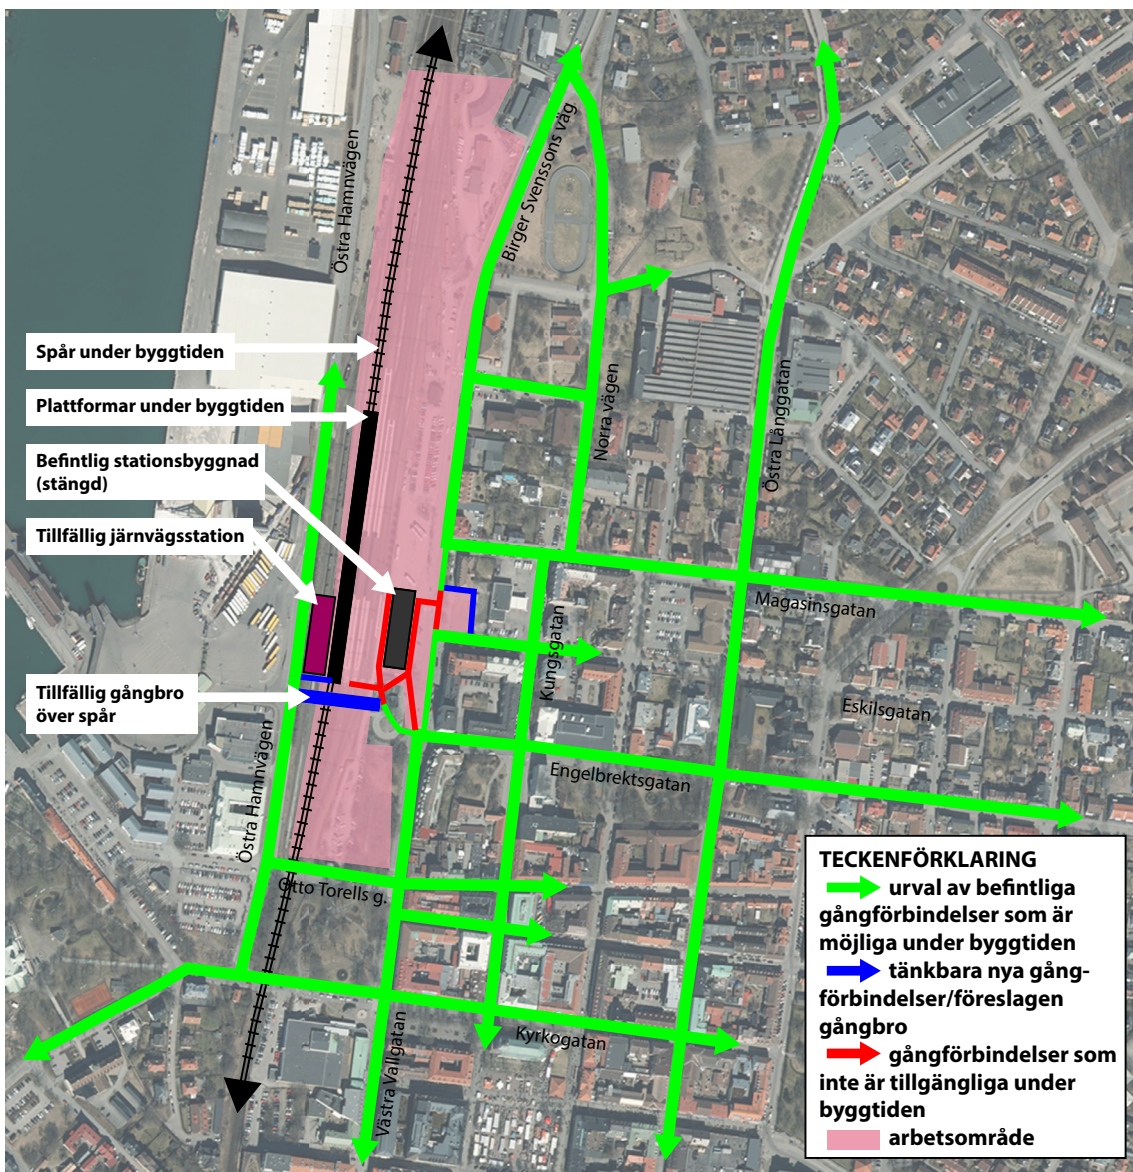 Birger Svenssons väg
Östra Hamnvägen
Spår under byggtiden
Plattformar under byggtiden
Norra vägen
Östra Långgatan
Befintlig stationsbyggnad
(stängd)
Tillfällig järnvägsstation
Magasinsgatan
Kungsgatan
Tillfällig gångbro
över spår
Eskilsgatan
Östra Hamnvägen
Engelbrektsgatan
Otto Torells g.
Kyrkogatan
Västra Vallgatan
TECKENFÖRKLARING
urval av befintliga
gångförbindelser som är
möjliga under byggtiden
tänkbara nya gång-
förbindelser/föreslagen
gångbro
gångförbindelser som
inte är tillgängliga under
byggtiden
arbetsområde